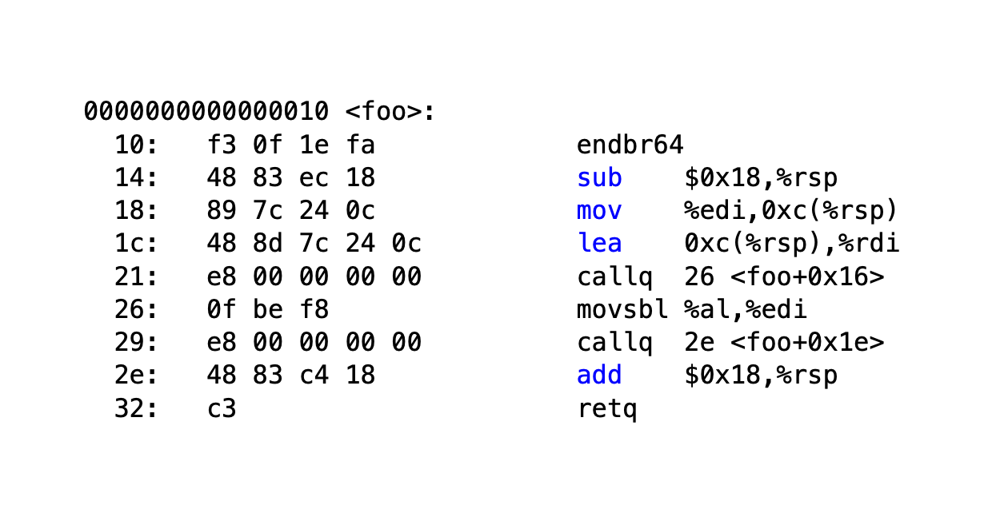 0000000000000010 <foo>:
10: f3 0f 1e fa endbr64
14: 48 83 ec 18 sub $0x18,%rsp
18: 89 7c 24 0c mov %edi,0xc(%rsp)
1c: 48 8d 7c 24 0c lea 0xc(%rsp),%rdi
21: e8 00 00 00 00 callq 26 <foo+0x16>
26: 0f be f8 movsbl %al,%edi
29: e8 00 00 00 00 callq 2e <foo+0x1e>
2e: 48 83 c4 18 add $0x18,%rsp
32: c3 retq